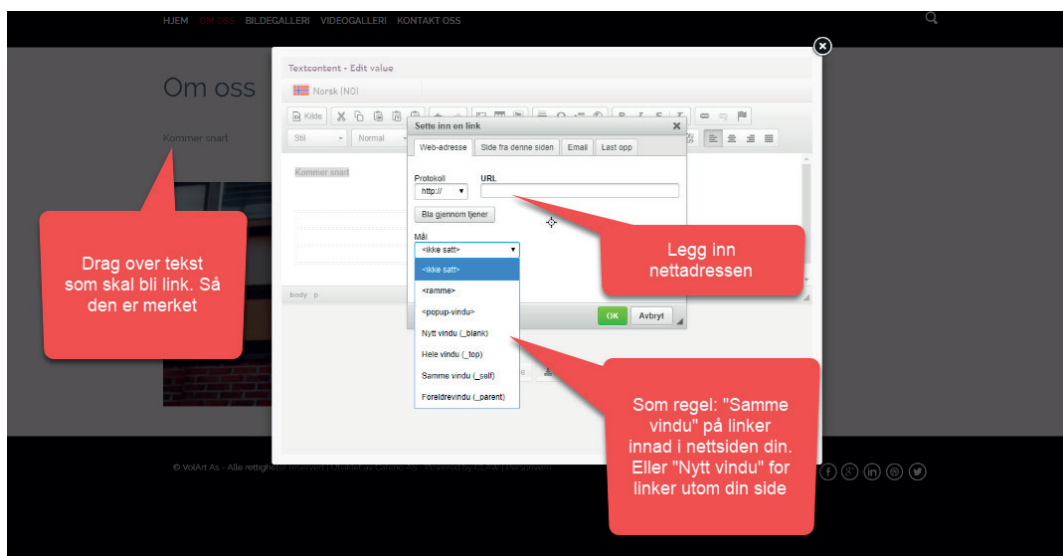 HJEM OM OSS BILDEGALLERI VIDEOGALLERI KONTAKT OSS
Textcontent - Edit value
Om oss
Norsk (NO)
Kilde
Kommer snart
Stil Normal
Sette inn en link
Web-adresse Side fra denne siden Email Last opp
Kommer snart
Protokoll URL
http://
Bla gjennom tjener
Mål
<ikke satt>
<ikke satt>
<ramme>
<popup-vindu>
Nytt vindu (_blank)
Hele vindu (_top)
Samme vindu (_self)
Foreldrevindu (_parent)
body p
OK Avbryt
Drag over tekst
som skal bli link. Så
den er merket
Legg inn
nettadressen
Som regel: "Samme
vindu" på linker
innad i nettsiden din.
Eller "Nytt vindu" for
linker utom din side
© VolArt As - Alle rettigheter reservert